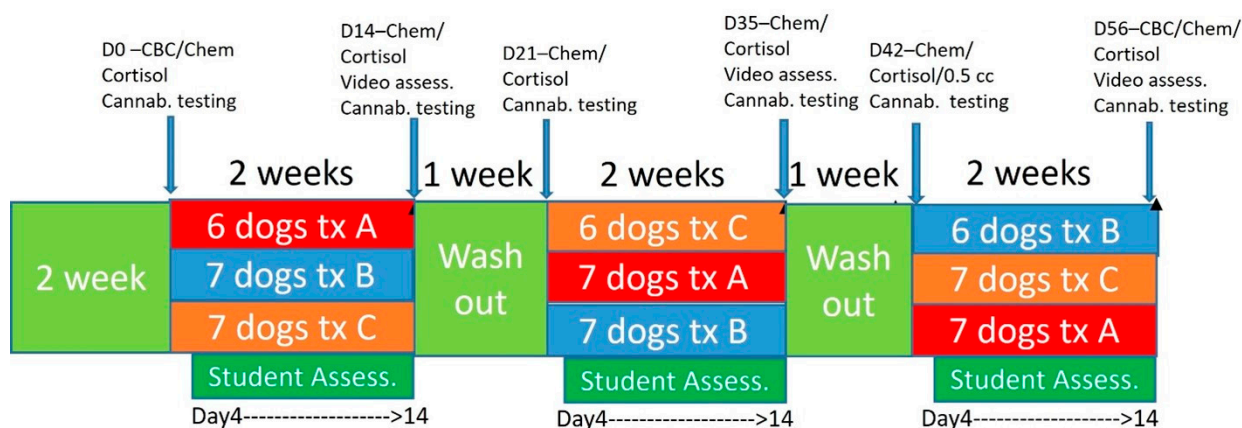 D0 –CBC/Chem
Cortisol
Cannab. testing
D14–Chem/
Cortisol
Video assess.
Cannab. testing
D21–Chem/
Cortisol
Cannab. testing
D35–Chem/
Cortisol
Video assess.
Cannab. testing
D42–Chem/
Cortisol/0.5 cc
Cannab. testing
D56–CBC/Chem/
Cortisol
Video assess.
Cannab. testing
2 weeks
1 week
2 weeks
1 week
2 weeks
2 week
6 dogs tx A
7 dogs tx B
7 dogs tx C
Wash
out
6 dogs tx C
7 dogs tx A
7 dogs tx B
Wash
out
6 dogs tx B
7 dogs tx C
7 dogs tx A
Student Assess.
Student Assess.
Student Assess.
Day4-------------------->14
Day4-------------------->14
Day4-------------------->14